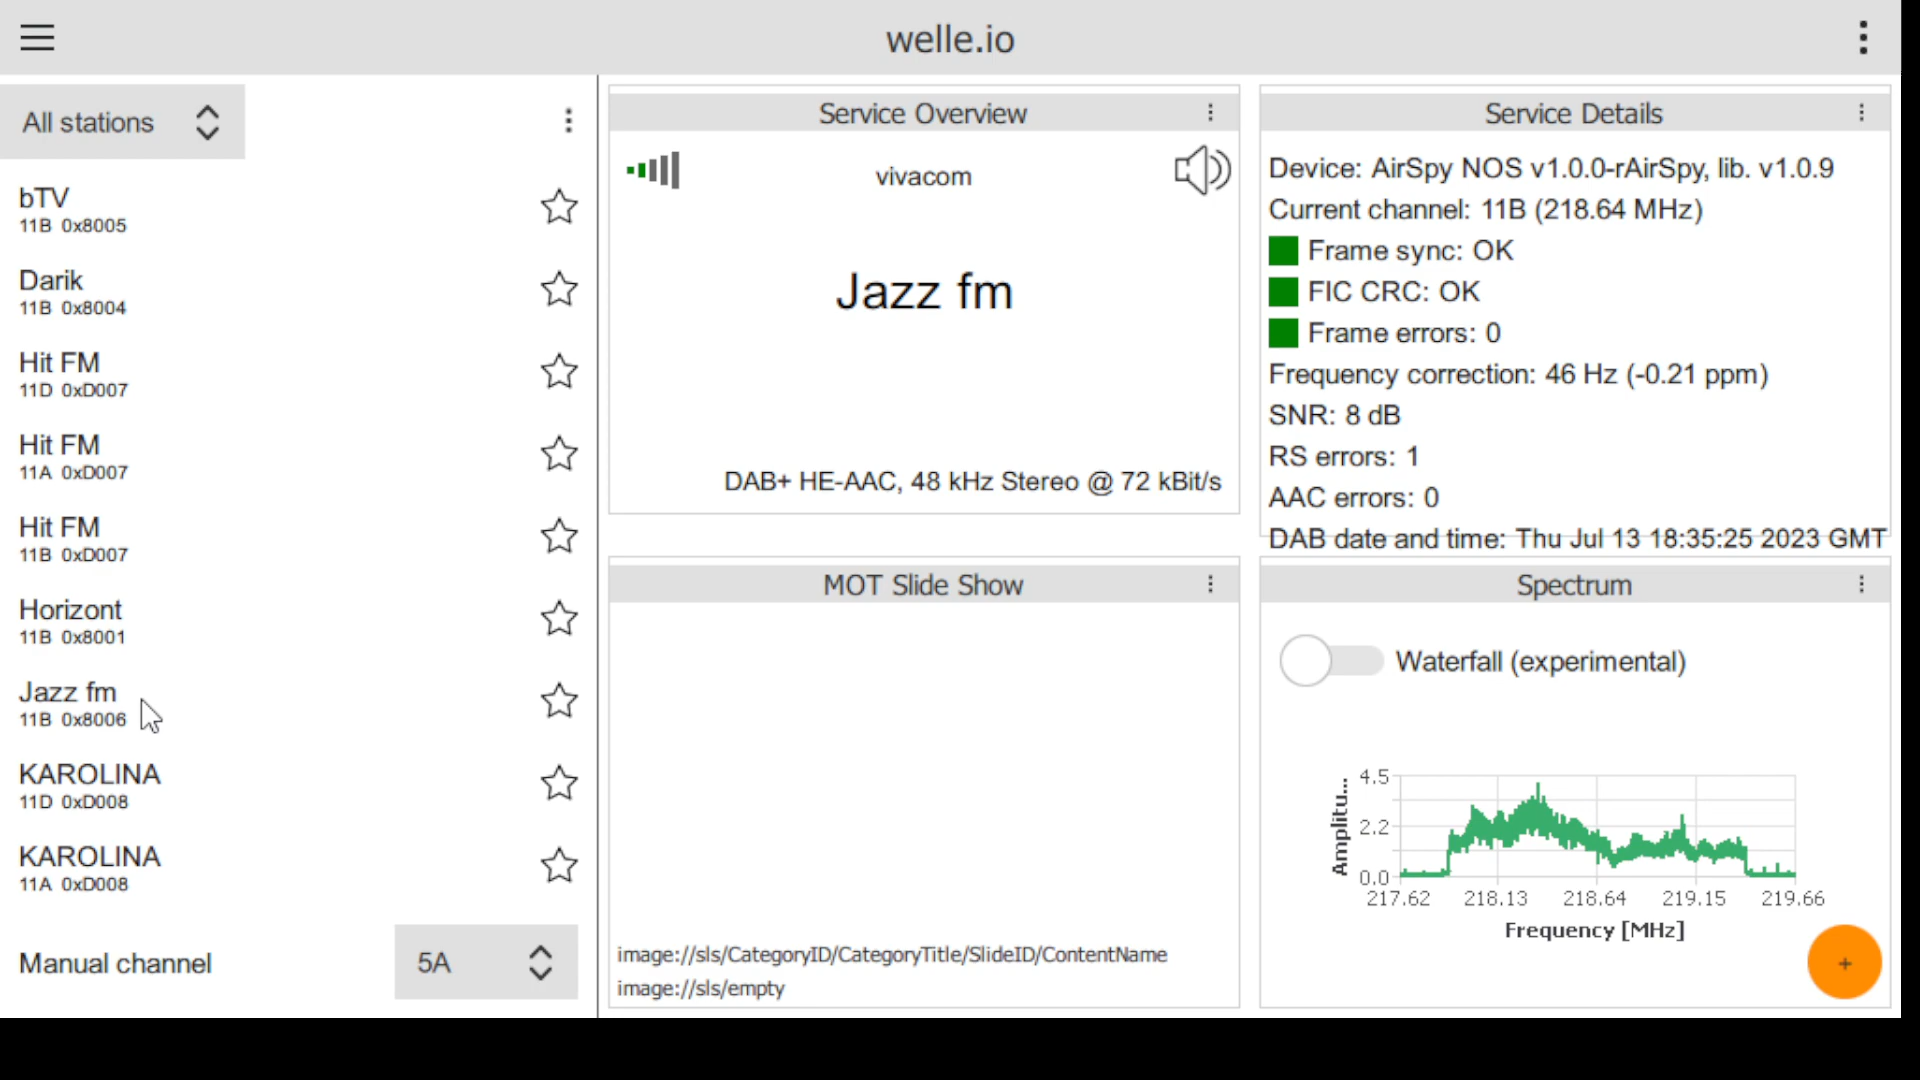 welle.io
All stations
bTV
11B 0x8005
Darik
11B 0x8004
Hit FM
11D 0xD007
Hit FM
11A 0xD007
Hit FM
11B 0xD007
Horizont
11B 0x8001
Jazz fm
11B 0x8006
KAROLINA
11D 0xD008
KAROLINA
11A 0xD008
Manual channel
5A
Service Overview
vivacom
Jazz fm
DAB+ HE-AAC, 48 kHz Stereo @ 72 kBit/s
Service Details
Device: AirSpy NOS v1.0.0-rAirSpy, lib. v1.0.9
Current channel: 11B (218.64 MHz)
Frame sync: OK
FIC CRC: OK
Frame errors: 0
Frequency correction: 46 Hz (-0.21 ppm)
SNR: 8 dB
RS errors: 1
AAC errors: 0
DAB date and time: Thu Jul 13 18:35:25 2023 GMT
MOT Slide Show
image://sls/CategoryID/CategoryTitle/SlideID/ContentName
image://sls/empty
Spectrum
Waterfall (experimental)
Amplitu...
4.5
2.2
0.0
217.62 218.13 218.64 219.15 219.66
Frequency [MHz]
+